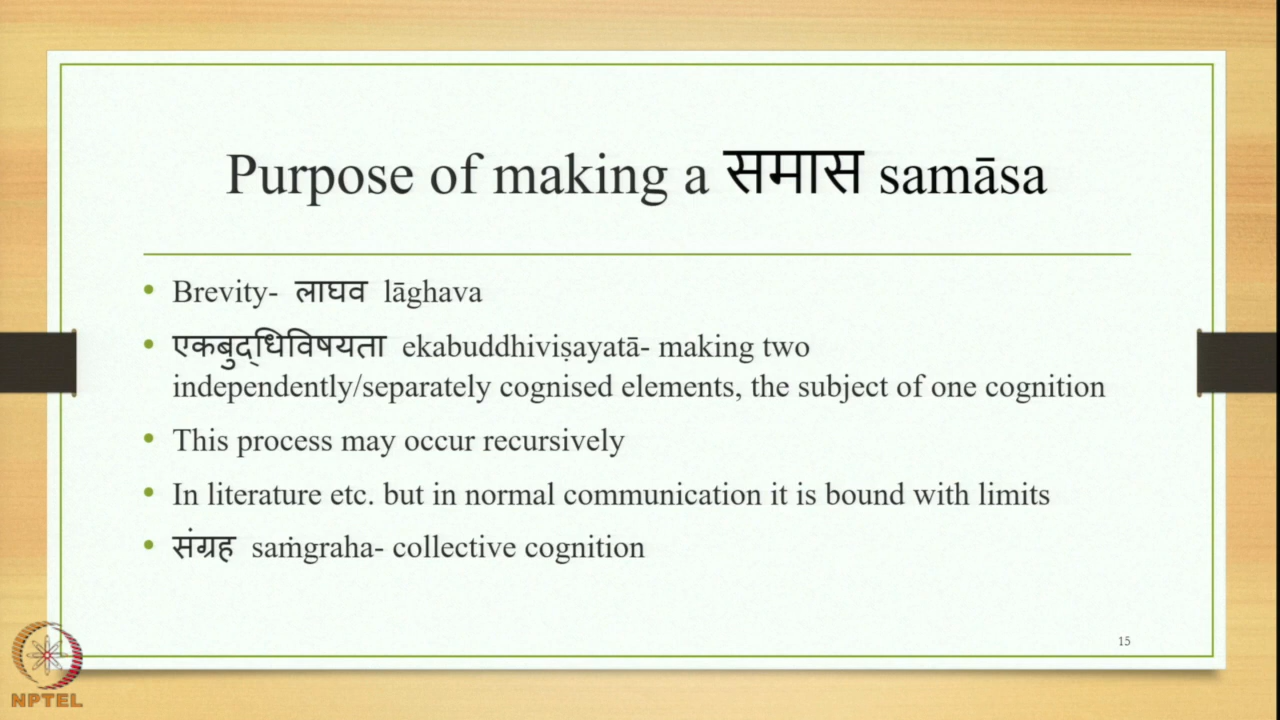 Purpose of making a समास samāsa
• Brevity- लाघव lāghava
• एकबुद्धिविषयता ekabuddhiviṣayatā- making two
independently/separately cognised elements, the subject of one cognition
• This process may occur recursively
• In literature etc. but in normal communication it is bound with limits
• संग्रह saṁgraha- collective cognition
15
NPTEL